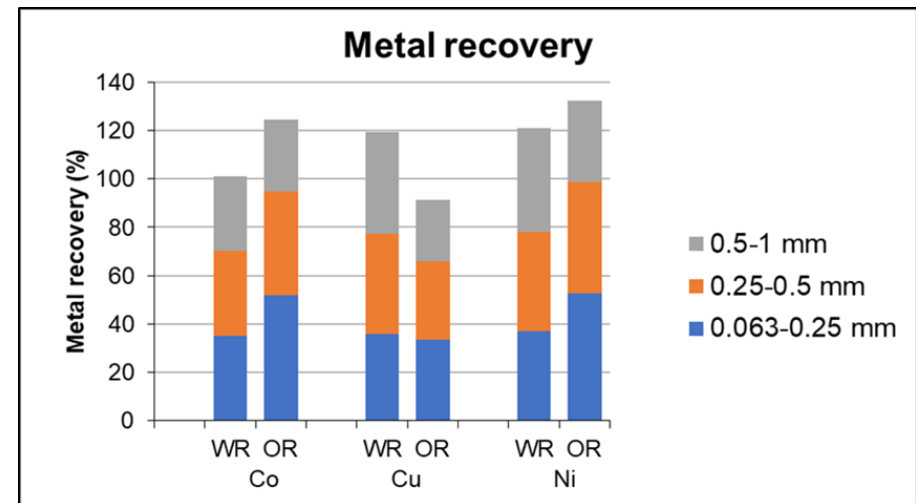 Metal recovery
Metal recovery (%)
140
120
100
80
60
40
20
0
WR OR WR OR WR OR
Co Cu Ni
0.5-1 mm
0.25-0.5 mm
0.063-0.25 mm